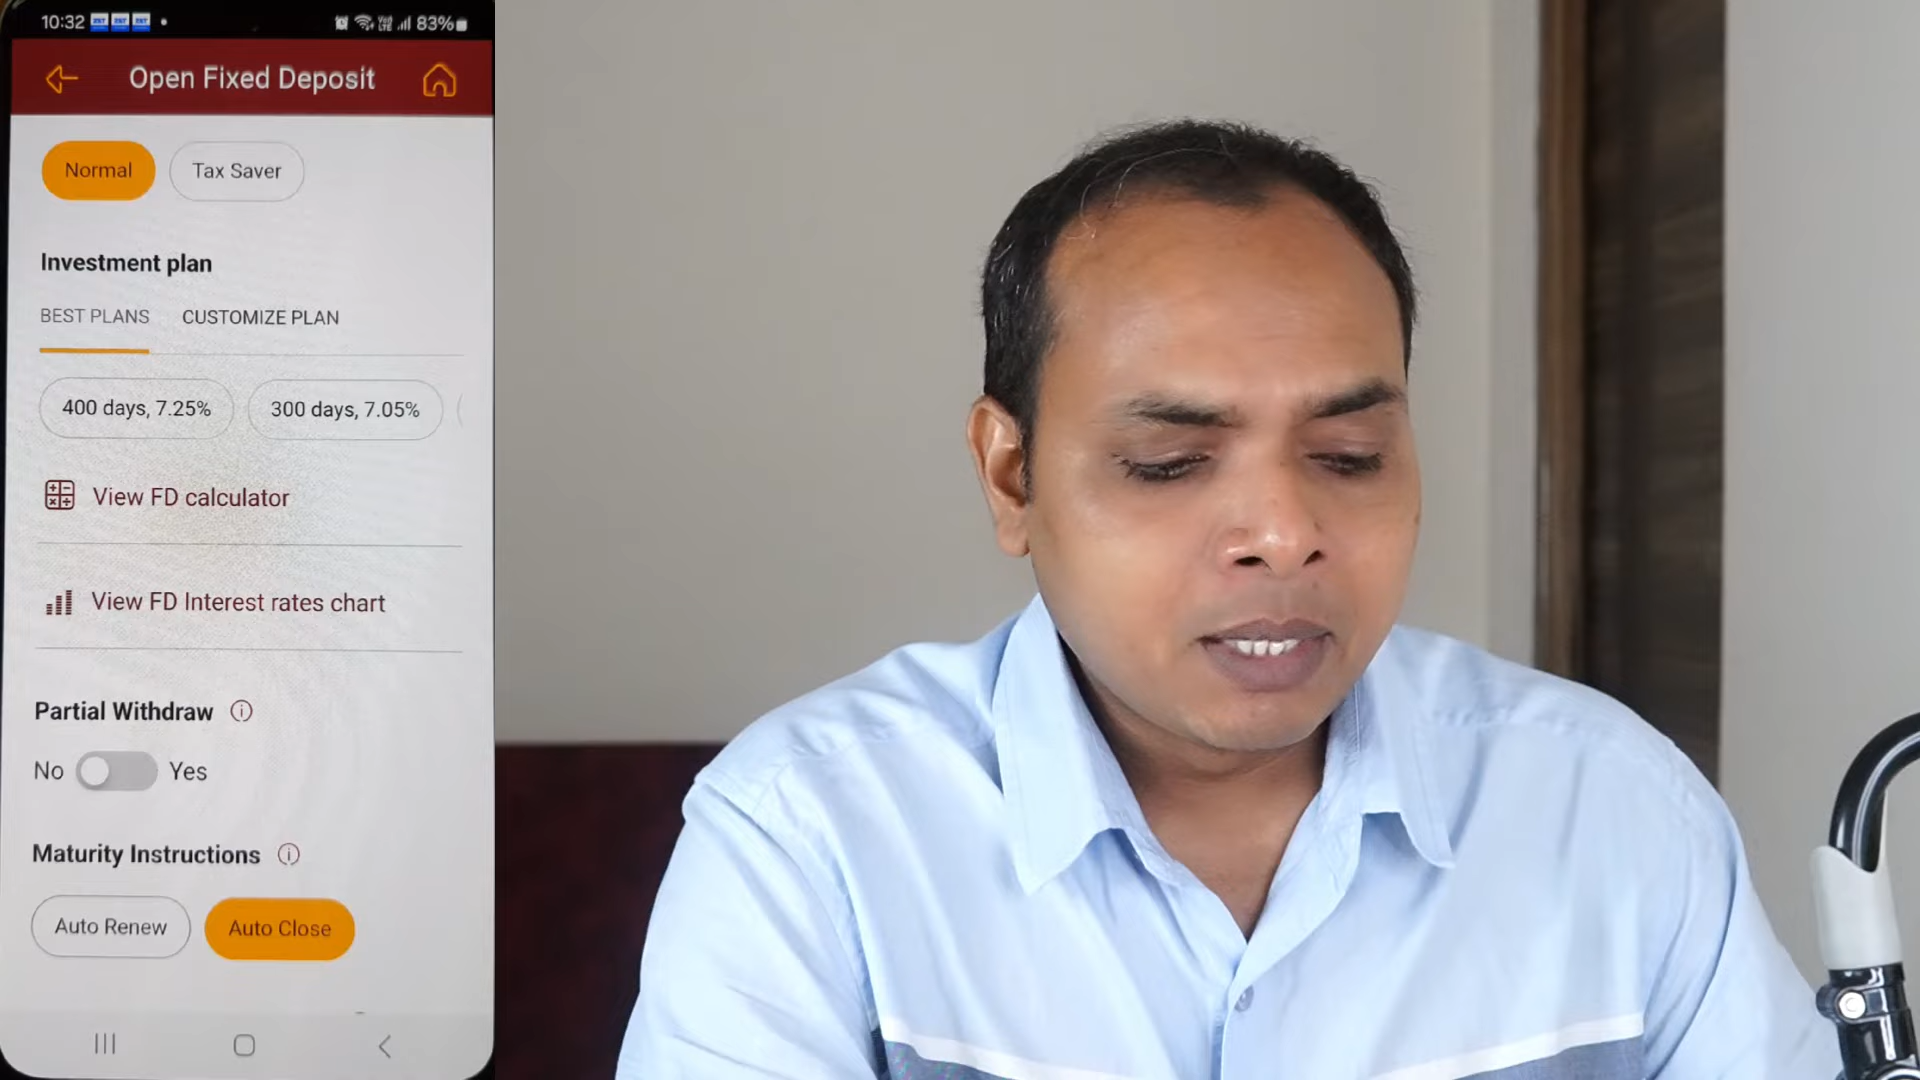 10:32 83%
Open Fixed Deposit
Normal Tax Saver
Investment plan
BEST PLANS CUSTOMIZE PLAN
400 days, 7.25% 300 days, 7.05%
View FD calculator
View FD Interest rates chart
Partial Withdraw
No Yes
Maturity Instructions
Auto Renew Auto Close